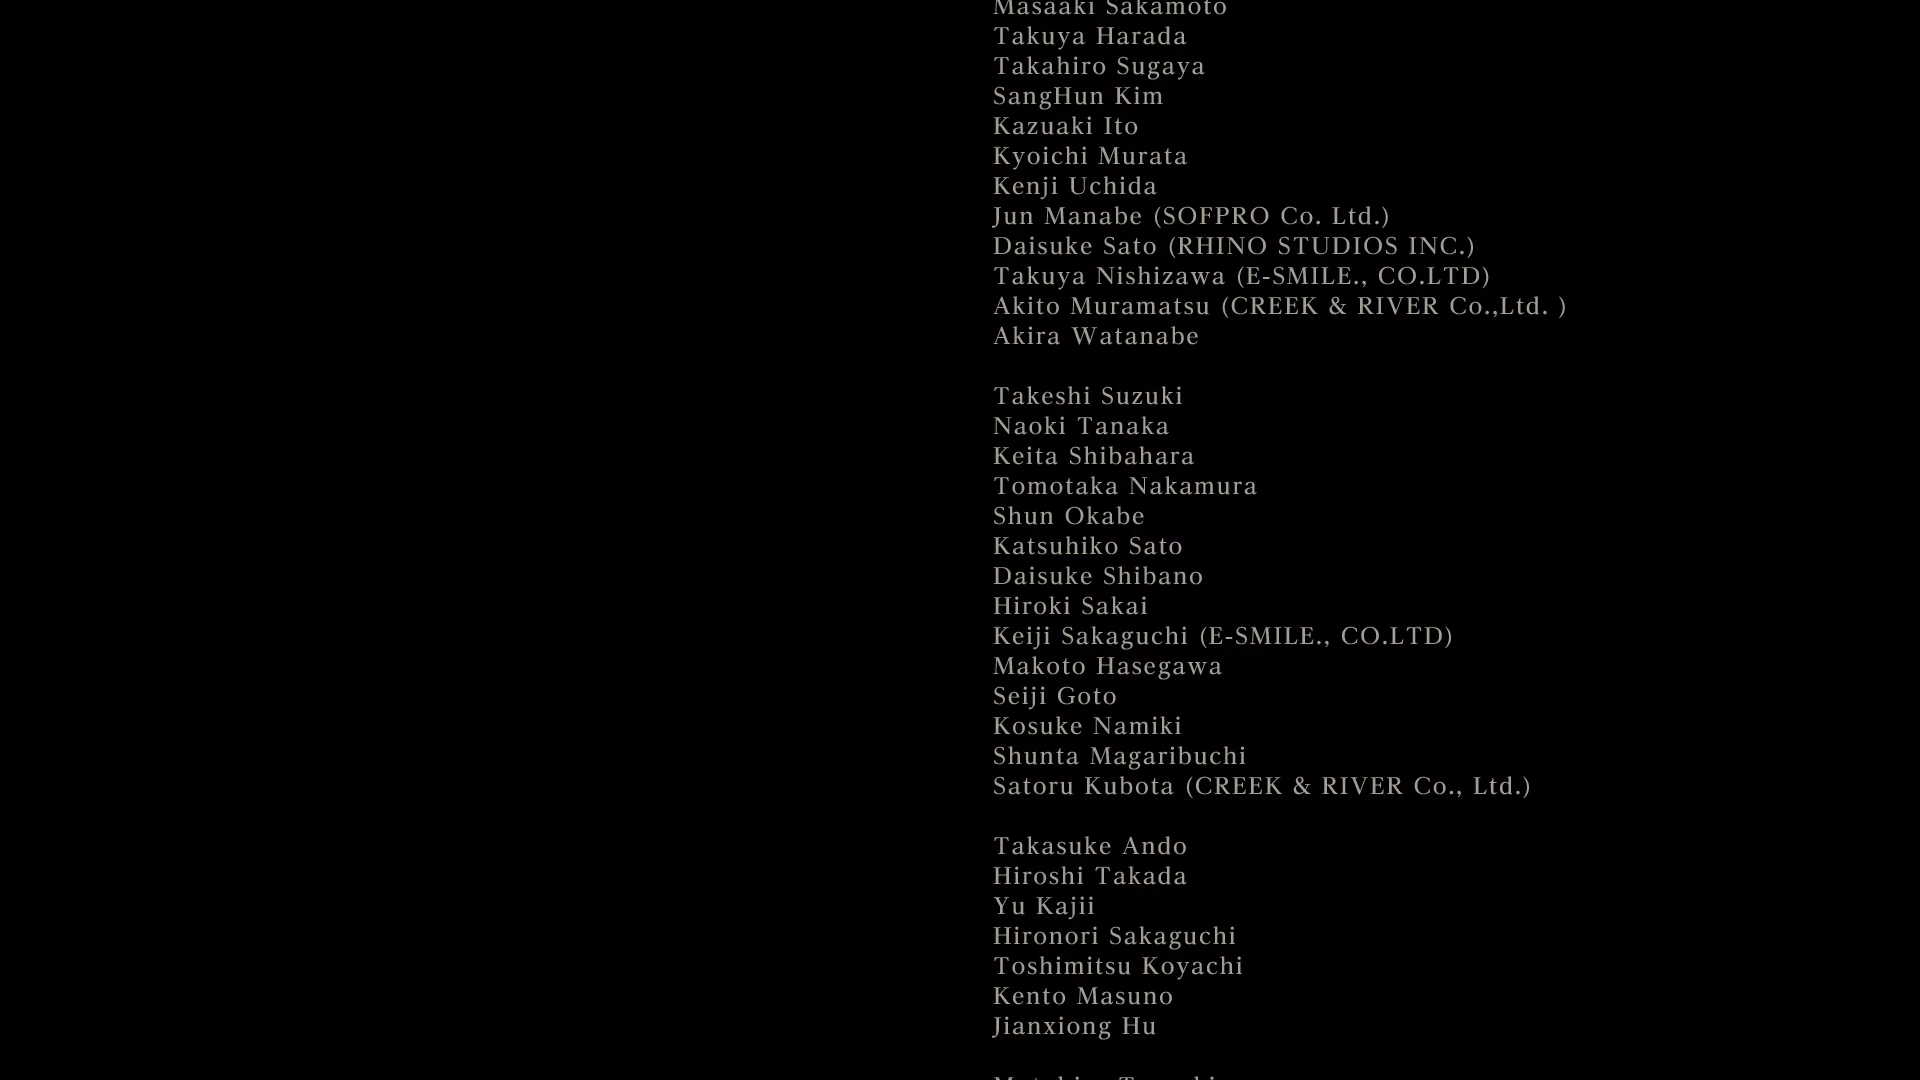 Masaaki Sakamoto
Takuya Harada
Takahiro Sugaya
SangHun Kim
Kazuaki Ito
Kyoichi Murata
Kenji Uchida
Jun Manabe (SOFPRO Co. Ltd.)
Daisuke Sato (RHINO STUDIOS INC.)
Takuya Nishizawa (E-SMILE., CO.LTD)
Akito Muramatsu (CREEK & RIVER Co.,Ltd. )
Akira Watanabe
Takeshi Suzuki
Naoki Tanaka
Keita Shibahara
Tomotaka Nakamura
Shun Okabe
Katsuhiko Sato
Daisuke Shibano
Hiroki Sakai
Keiji Sakaguchi (E-SMILE., CO.LTD)
Makoto Hasegawa
Seiji Goto
Kosuke Namiki
Shunta Magaribuchi
Satoru Kubota (CREEK & RIVER Co., Ltd.)
Takasuke Ando
Hiroshi Takada
Yu Kajii
Hironori Sakaguchi
Toshimitsu Koyachi
Kento Masuno
Jianxiong Hu